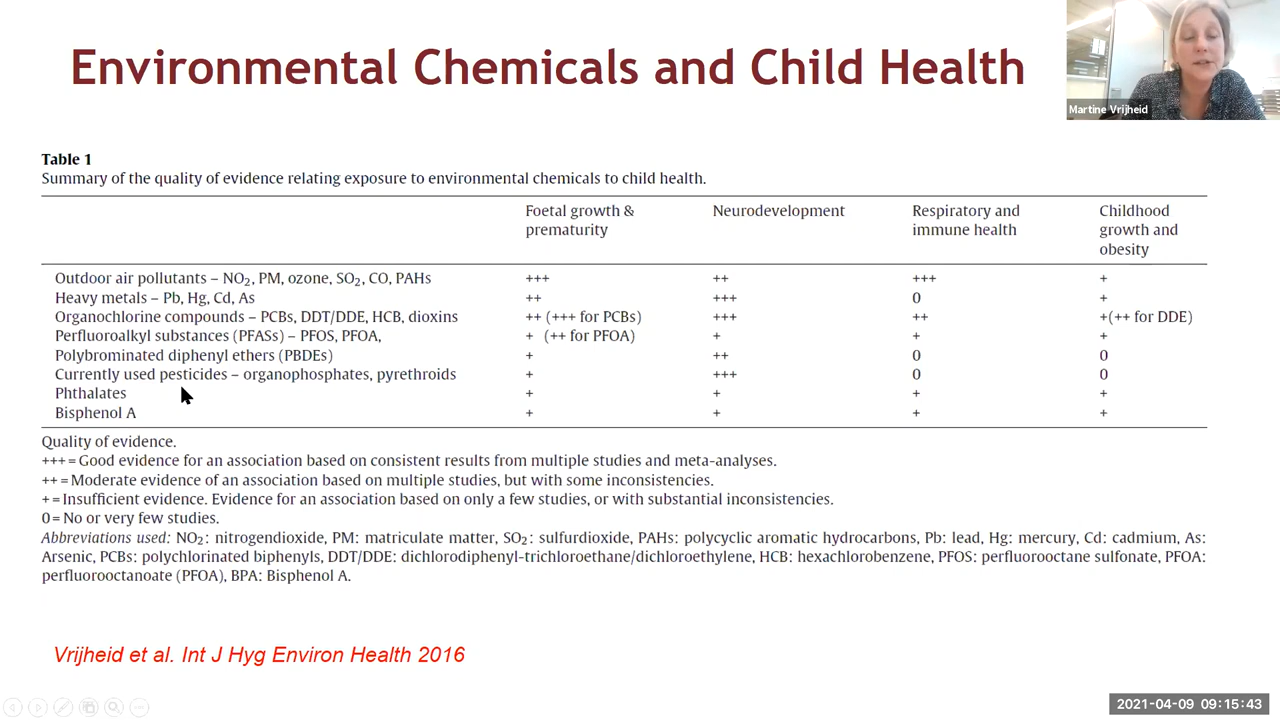 Environmental Chemicals and Child Health
Martine Vrijheid
Table 1
Summary of the quality of evidence relating exposure to environmental chemicals to child health.
Foetal growth & prematurity Neurodevelopment Respiratory and immune health Childhood growth and obesity
Outdoor air pollutants – NO₂, PM, ozone, SO₂, CO, PAHs +++ ++ +++ +
Heavy metals – Pb, Hg, Cd, As ++ +++ 0 +
Organochlorine compounds – PCBs, DDT/DDE, HCB, dioxins ++ (+++ for PCBs) +++ ++ +(++ for DDE)
Perfluoroalkyl substances (PFASs) – PFOS, PFOA, + (++ for PFOA) + + +
Polybrominated diphenyl ethers (PBDEs) + ++ 0 0
Currently used pesticides – organophosphates, pyrethroids + +++ 0 0
Phthalates + + + +
Bisphenol A + + + +
Quality of evidence.
+++ = Good evidence for an association based on consistent results from multiple studies and meta-analyses.
++ = Moderate evidence of an association based on multiple studies, but with some inconsistencies.
+ = Insufficient evidence. Evidence for an association based on only a few studies, or with substantial inconsistencies.
0 = No or very few studies.
Abbreviations used: NO₂: nitrogendioxide, PM: matriculate matter, SO₂: sulfurdioxide, PAHs: polycyclic aromatic hydrocarbons, Pb: lead, Hg: mercury, Cd: cadmium, As:
Arsenic, PCBs: polychlorinated biphenyls, DDT/DDE: dichlorodiphenyl-trichloroethane/dichloroethylene, HCB: hexachlorobenzene, PFOS: perfluorooctane sulfonate, PFOA:
perfluorooctanoate (PFOA), BPA: Bisphenol A.
Vrijheid et al. Int J Hyg Environ Health 2016
2021-04-09 09:15:43